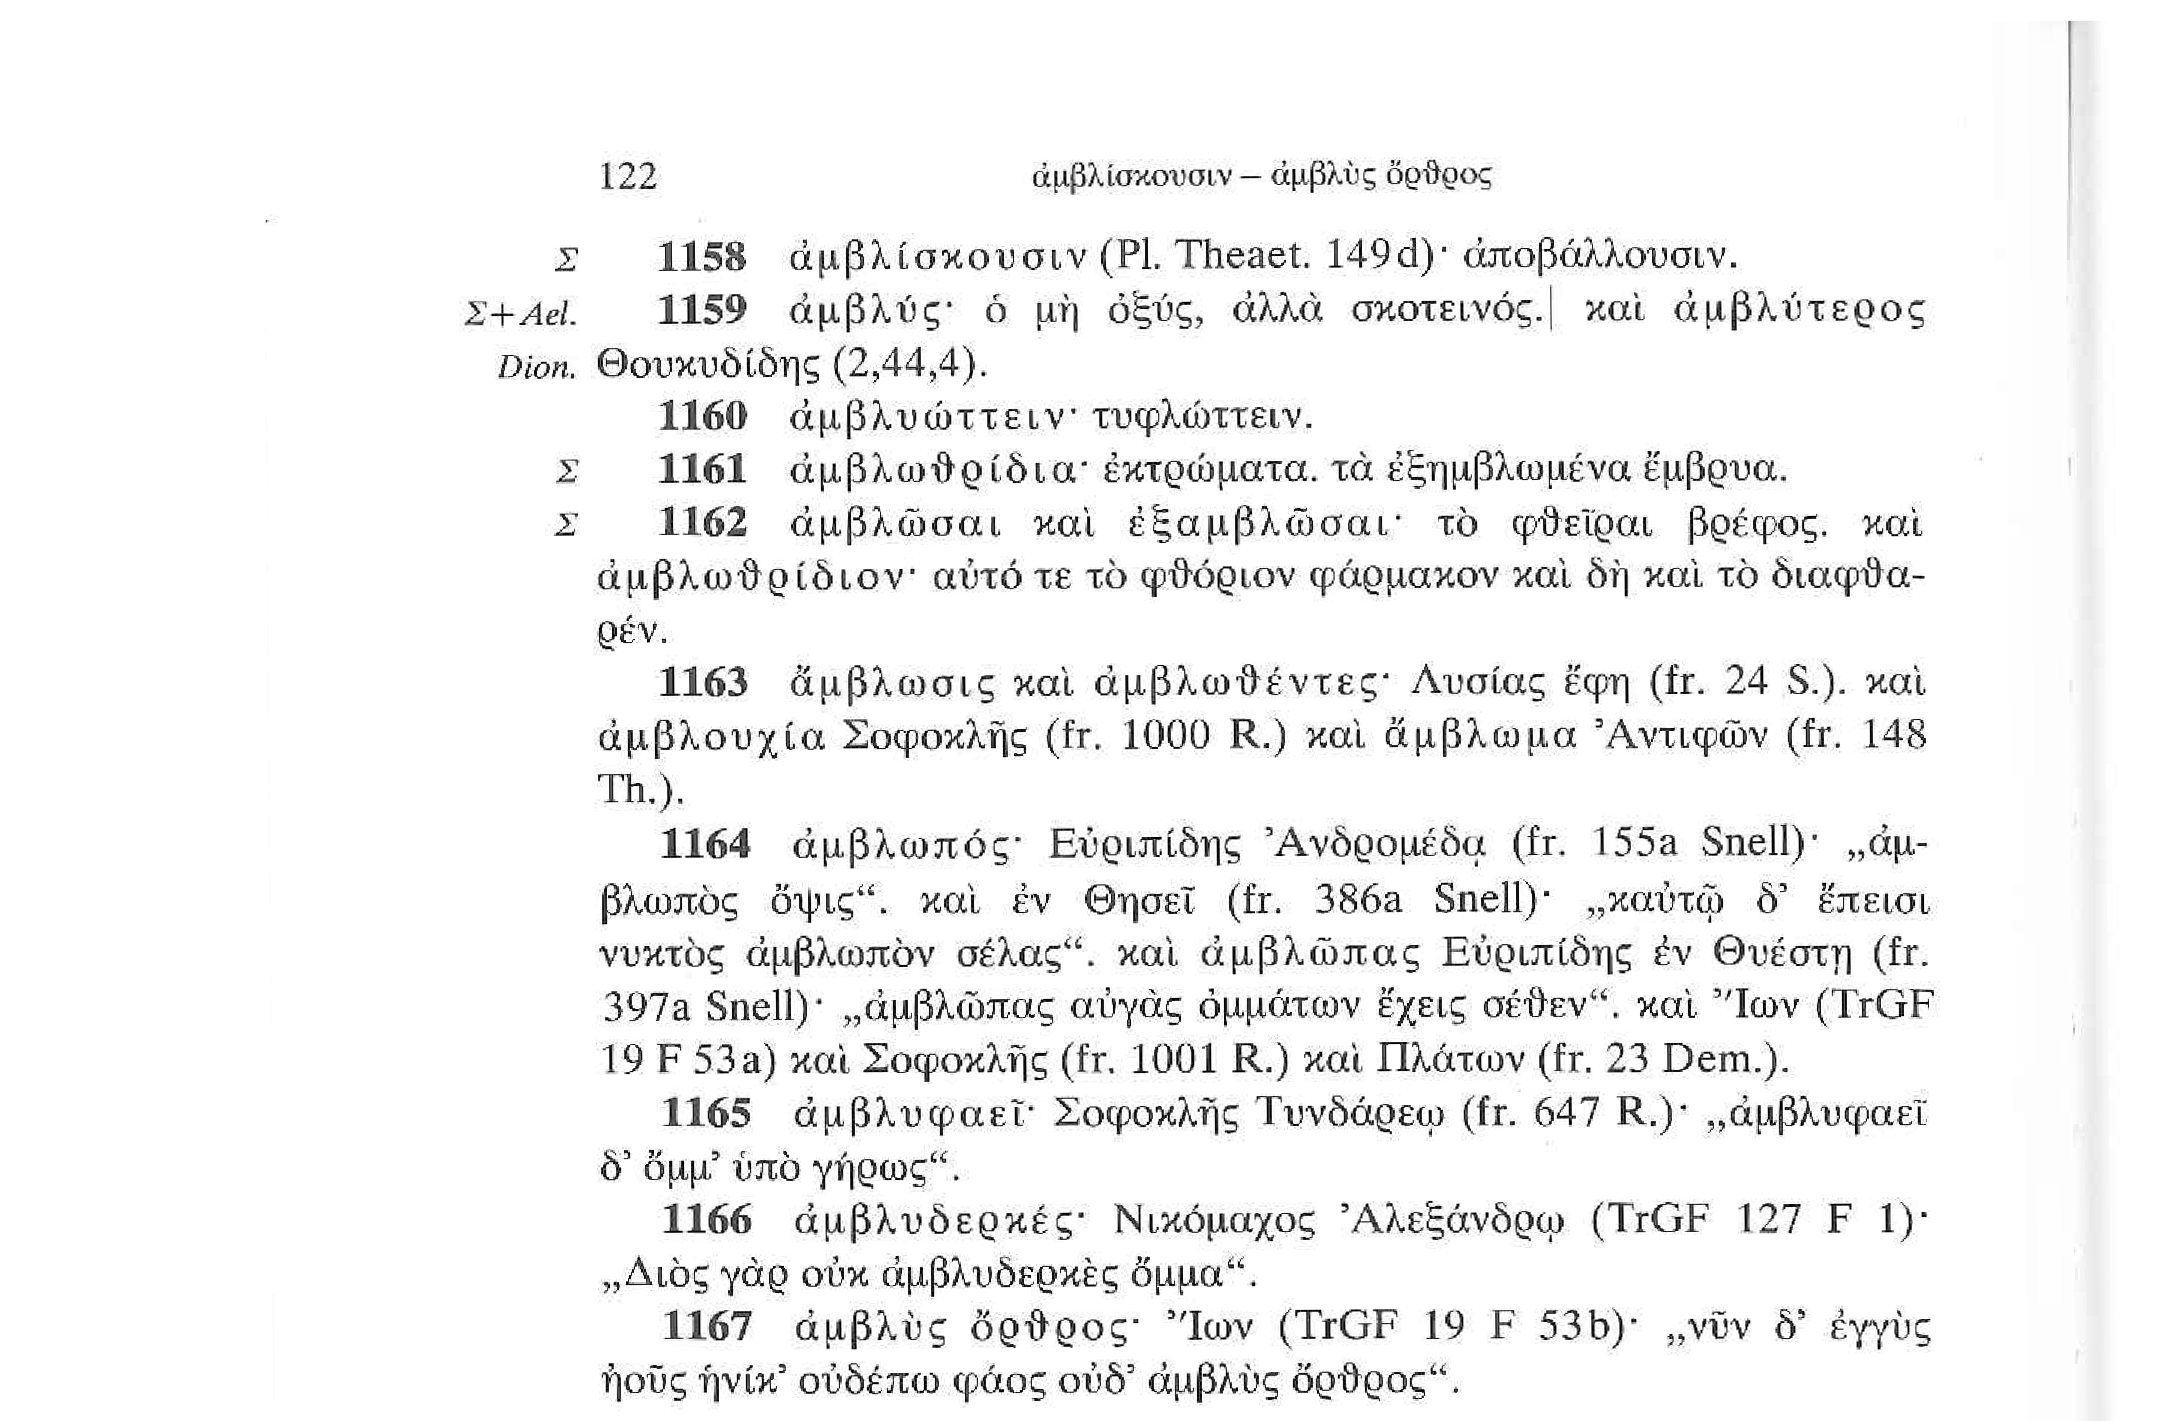 122 ἀμβλίσκουσιν – ἀμβλὺς ὄρθρος
Σ 1158 ἀμβλίσκουσιν (Pl. Theaet. 149d)· ἀποβάλλουσιν.
Σ+Ael. 1159 ἀμβλύς· ὁ μὴ ὀξύς, ἀλλὰ σκοτεινός.| καὶ ἀμβλύτερος
Dion. Θουκυδίδης (2,44,4).
1160 ἀμβλυώττειν· τυφλώττειν.
Σ 1161 ἀμβλωθρίδια· ἐκτρώματα. τὰ ἐξημβλωμένα ἔμβρυα.
Σ 1162 ἀμβλῶσαι καὶ ἐξαμβλῶσαι· τὸ φθεῖραι βρέφος. καὶ
ἀμβλωθρίδιον· αὐτό τε τὸ φθόριον φάρμακον καὶ δὴ καὶ τὸ διαφθα-
ρέν.
1163 ἄμβλωσις καὶ ἀμβλωθέντες· Λυσίας ἔφη (fr. 24 S.). καὶ
ἀμβλουχία Σοφοκλῆς (fr. 1000 R.) καὶ ἄμβλωμα Ἀντιφῶν (fr. 148
Th.).
1164 ἀμβλωπός· Εὐριπίδης Ἀνδρομέδᾳ (fr. 155a Snell)· „ἀμ-
βλωπὸς ὄψις“. καὶ ἐν Θησεῖ (fr. 386a Snell)· „καὐτῷ δ’ ἔπεισι
νυκτὸς ἀμβλωπὸν σέλας“. καὶ ἀμβλῶπας Εὐριπίδης ἐν Θυέστῃ (fr.
397a Snell)· „ἀμβλῶπας αὐγὰς ὀμμάτων ἔχεις σέθεν“. καὶ Ἴων (TrGF
19 F 53a) καὶ Σοφοκλῆς (fr. 1001 R.) καὶ Πλάτων (fr. 23 Dem.).
1165 ἀμβλυφαεῖ· Σοφοκλῆς Τυνδάρεῳ (fr. 647 R.)· „ἀμβλυφαεῖ
δ’ ὄμμ’ ὑπὸ γήρως“.
1166 ἀμβλυδερκές· Νικόμαχος Ἀλεξάνδρῳ (TrGF 127 F 1)·
„Διὸς γὰρ οὐκ ἀμβλυδερκὲς ὄμμα“.
1167 ἀμβλὺς ὄρθρος· Ἴων (TrGF 19 F 53b)· „νῦν δ’ ἐγγὺς
ἠοῦς ἡνίκ’ οὐδέπω φάος οὐδ’ ἀμβλὺς ὄρθρος“.